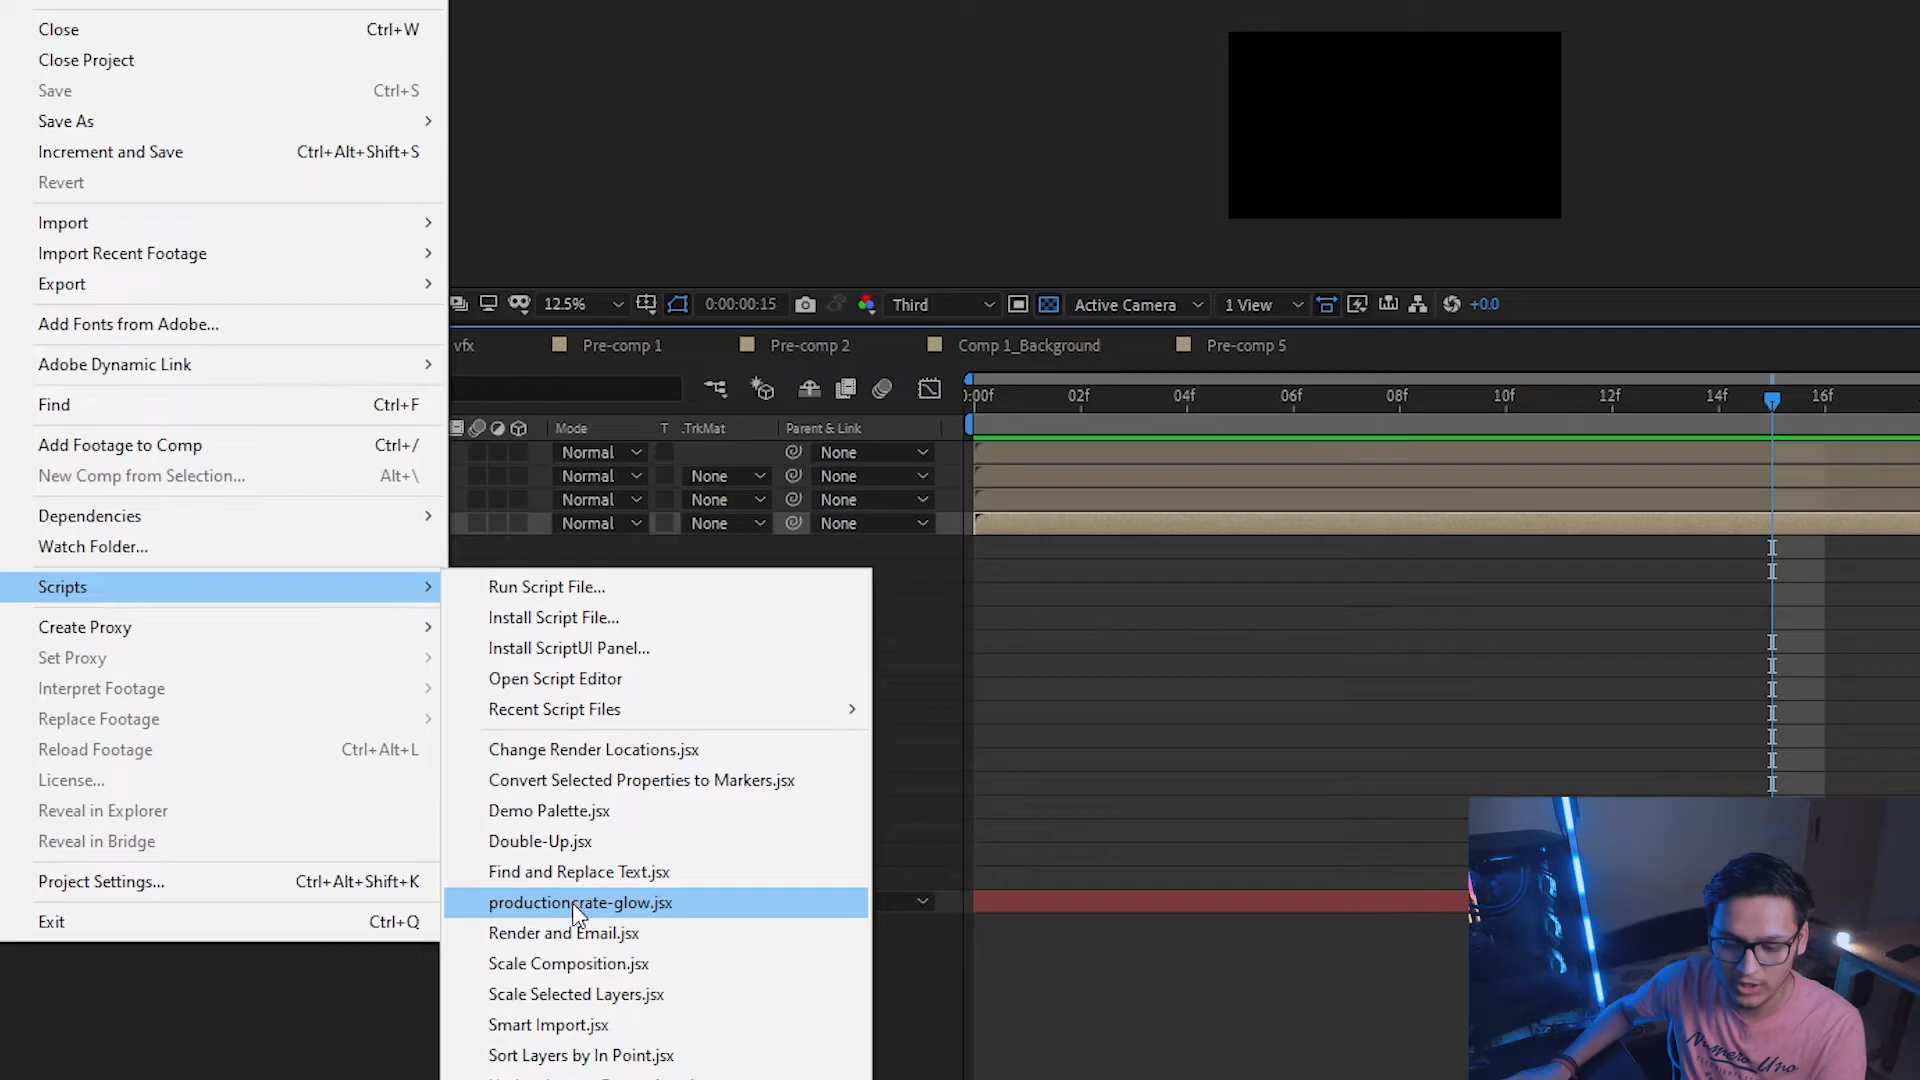 Close Ctrl+W
Close Project
Save Ctrl+S
Save As
Increment and Save Ctrl+Alt+Shift+S
Revert
Import
Import Recent Footage
Export
Add Fonts from Adobe...
Adobe Dynamic Link
Find Ctrl+F
Add Footage to Comp Ctrl+/
New Comp from Selection... Alt+\
Dependencies
Watch Folder...
Scripts
Create Proxy
Set Proxy
Interpret Footage
Replace Footage
Reload Footage Ctrl+Alt+L
License...
Reveal in Explorer
Reveal in Bridge
Project Settings... Ctrl+Alt+Shift+K
Exit Ctrl+Q
Run Script File...
Install Script File...
Install ScriptUI Panel...
Open Script Editor
Recent Script Files
Change Render Locations.jsx
Convert Selected Properties to Markers.jsx
Demo Palette.jsx
Double-Up.jsx
Find and Replace Text.jsx
productioncrate-glow.jsx
Render and Email.jsx
Scale Composition.jsx
Scale Selected Layers.jsx
Smart Import.jsx
Sort Layers by In Point.jsx
12.5% 0:00:00:15 Third Active Camera 1 View +0.0
vfx Pre-comp 1 Pre-comp 2 Comp 1_Background Pre-comp 5
:00f 02f 04f 06f 08f 10f 12f 14f 16f
Mode T .TrkMat Parent & Link
Normal None
Normal None None
Normal None None
Normal None None
Numero Uno